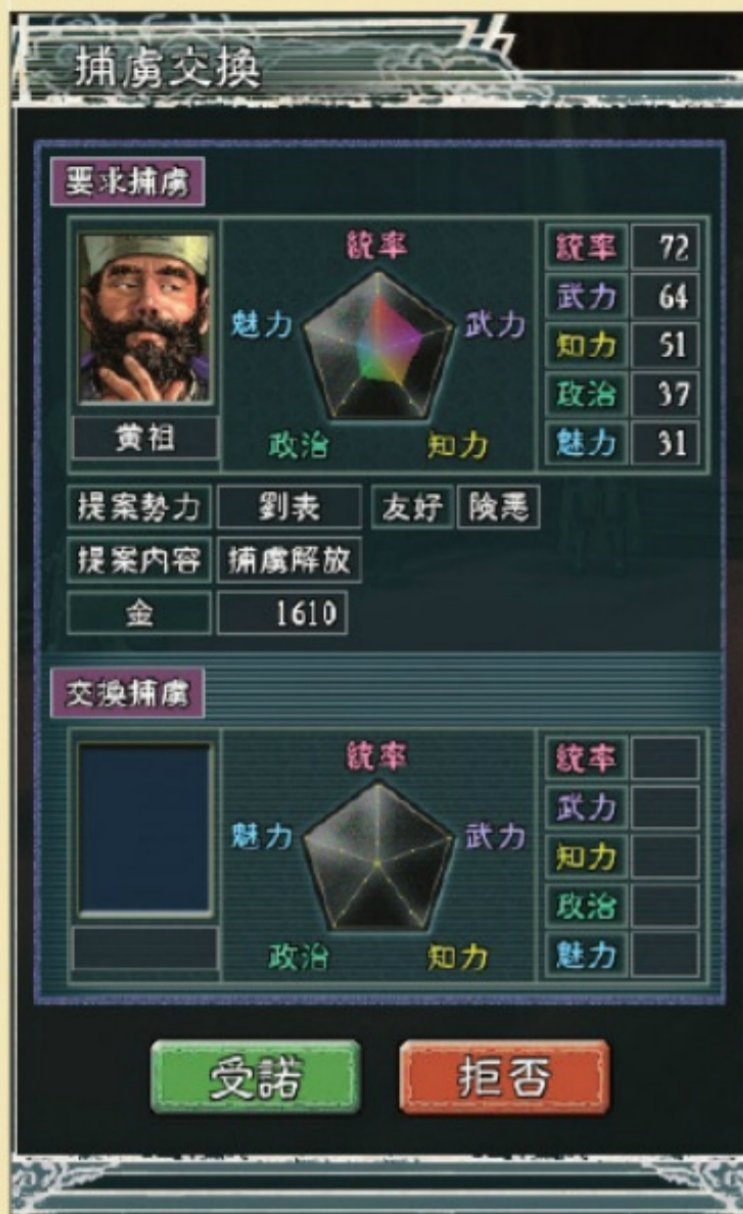 捕虜交換
要求捕虜
統率
魅力
武力
政治
知力
統率 72
武力 64
知力 51
政治 37
魅力 31
黄祖
提案勢力 劉表 友好 険悪
提案内容 捕虜解放
金 1610
交換捕虜
統率
魅力
武力
政治
知力
統率
武力
知力
政治
魅力
受諾 拒否